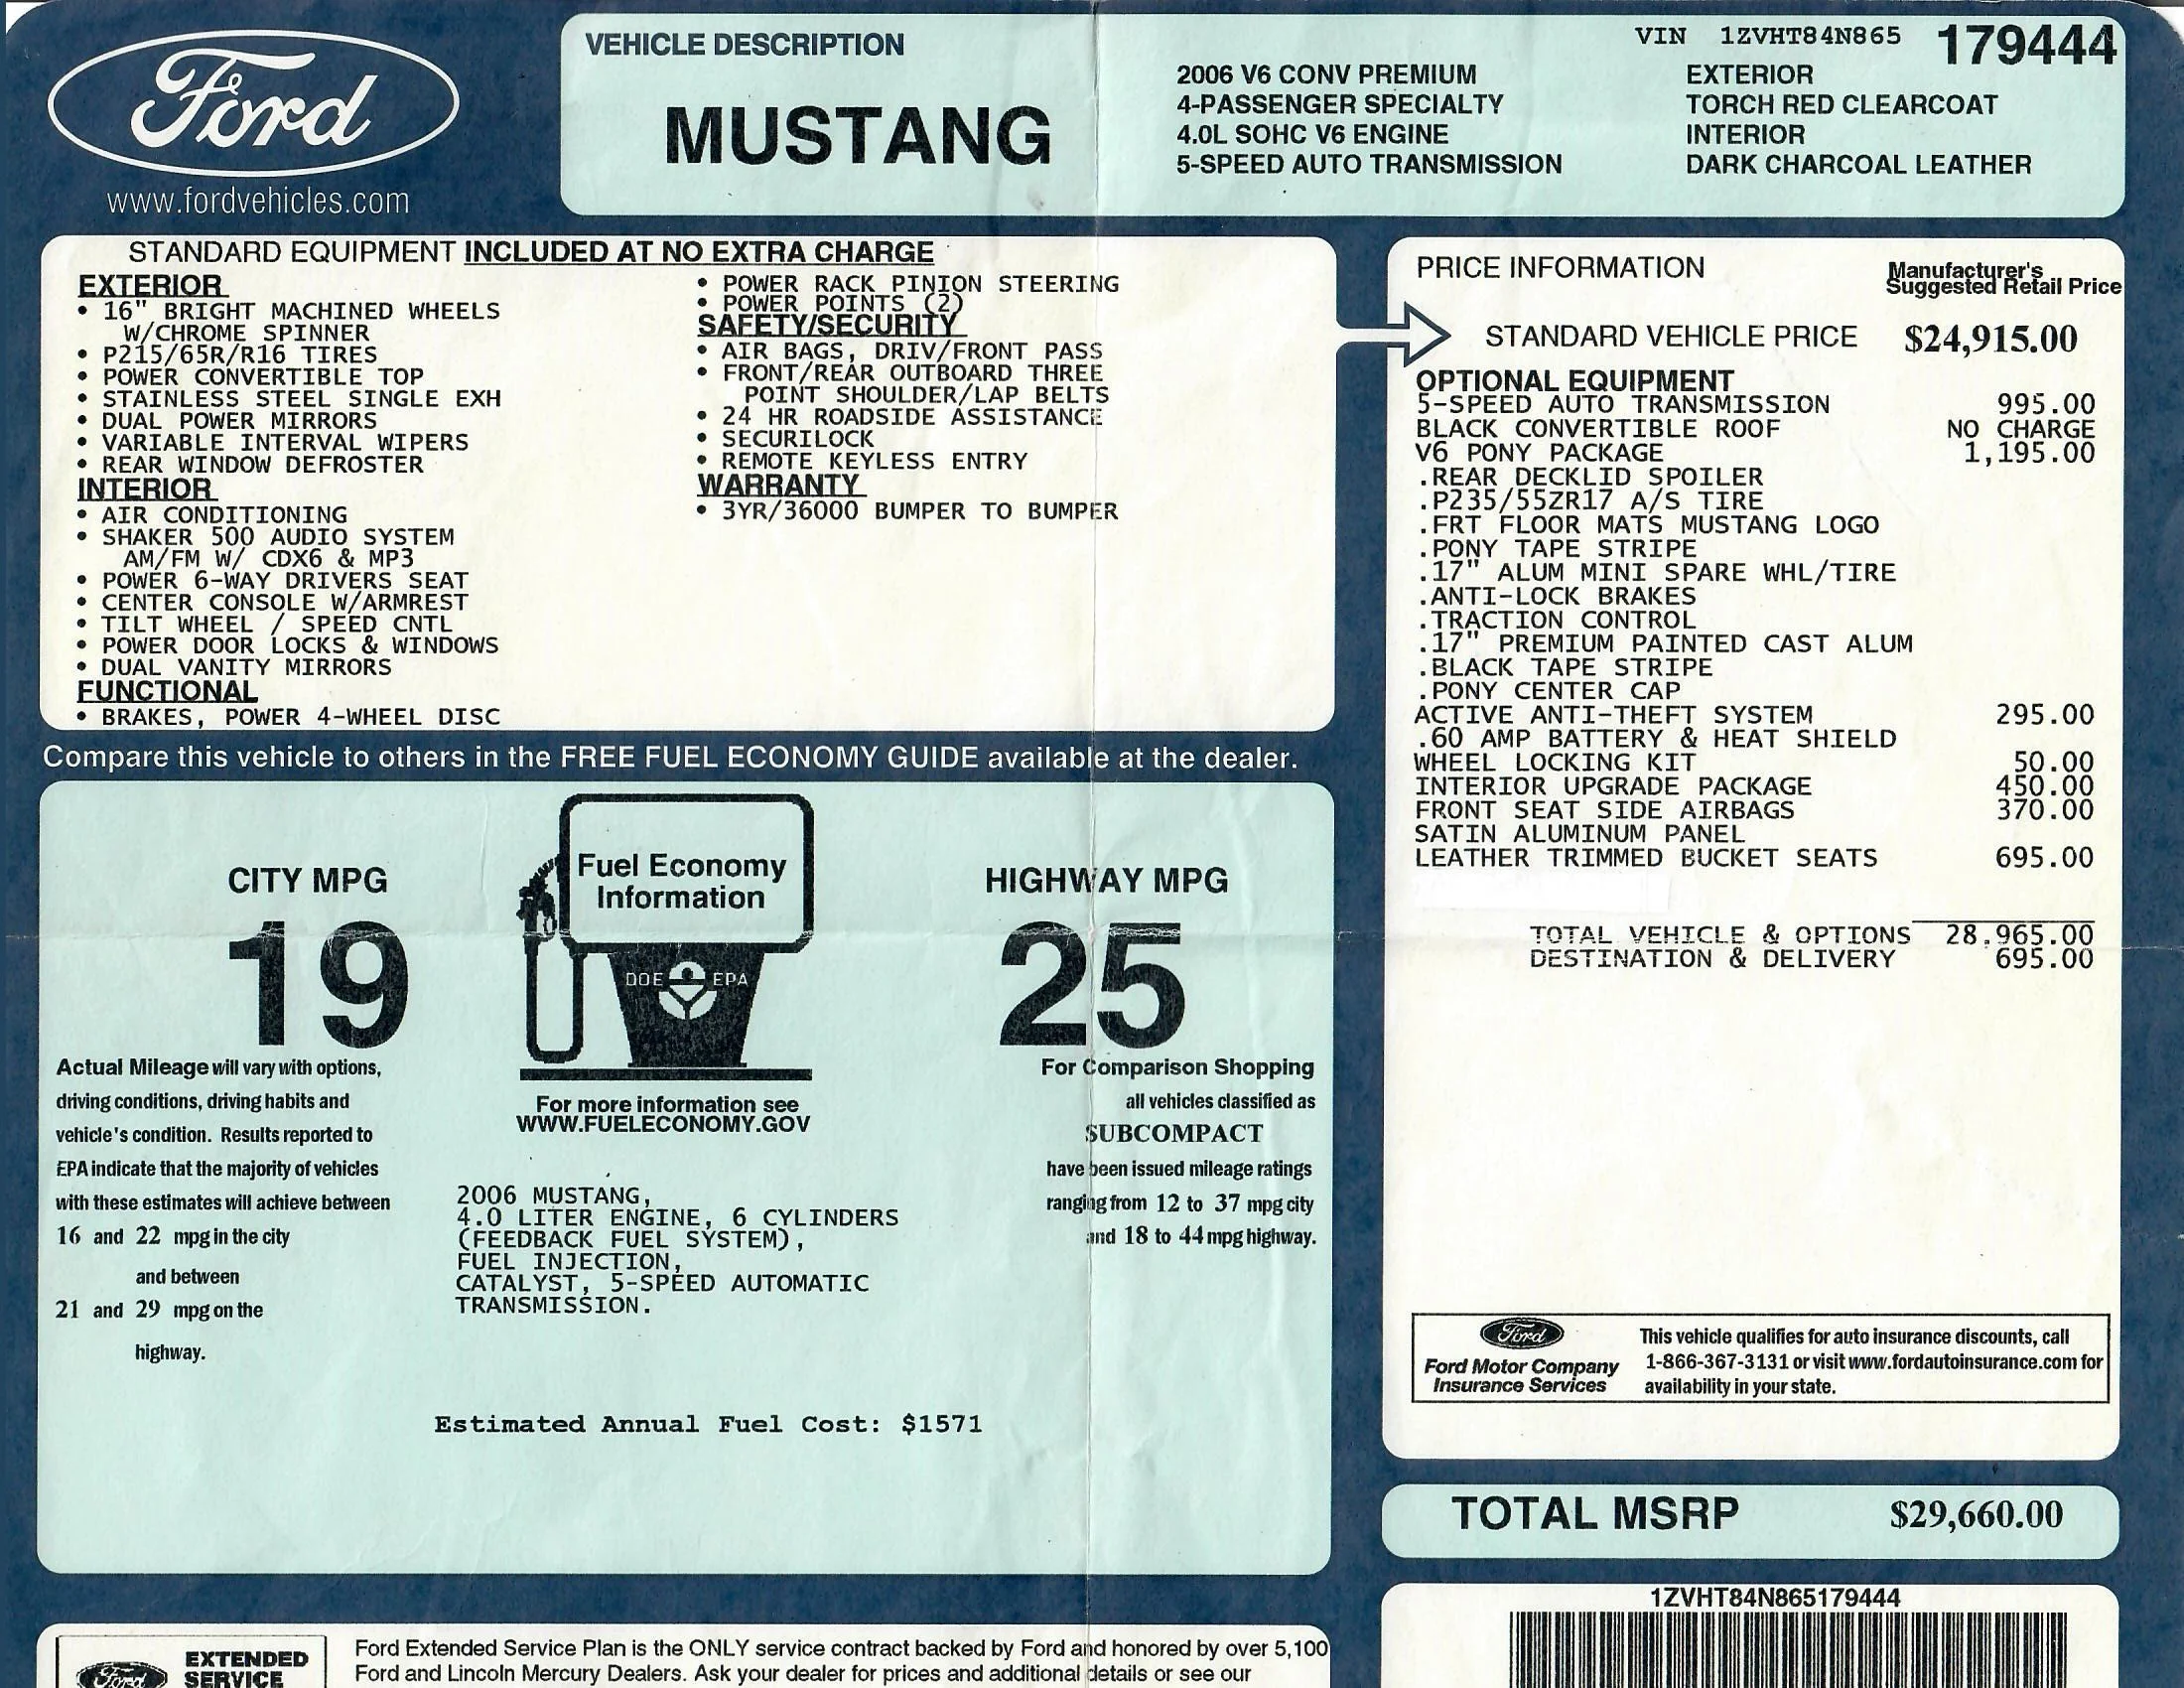 Ford
www.fordvehicles.com
VEHICLE DESCRIPTION
MUSTANG
2006 V6 CONV PREMIUM
4-PASSENGER SPECIALTY
4.0L SOHC V6 ENGINE
5-SPEED AUTO TRANSMISSION
VIN 1ZVHT84N865 179444
EXTERIOR
TORCH RED CLEARCOAT
INTERIOR
DARK CHARCOAL LEATHER
STANDARD EQUIPMENT INCLUDED AT NO EXTRA CHARGE
EXTERIOR
• 16" BRIGHT MACHINED WHEELS
W/CHROME SPINNER
• P215/65R/R16 TIRES
• POWER CONVERTIBLE TOP
• STAINLESS STEEL SINGLE EXH
• DUAL POWER MIRRORS
• VARIABLE INTERVAL WIPERS
• REAR WINDOW DEFROSTER
INTERIOR
• AIR CONDITIONING
• SHAKER 500 AUDIO SYSTEM
AM/FM W/ CDX6 & MP3
• POWER 6-WAY DRIVERS SEAT
• CENTER CONSOLE W/ARMREST
• TILT WHEEL / SPEED CNTL
• POWER DOOR LOCKS & WINDOWS
• DUAL VANITY MIRRORS
FUNCTIONAL
• BRAKES, POWER 4-WHEEL DISC
• POWER RACK PINION STEERING
• POWER POINTS (2)
SAFETY/SECURITY
• AIR BAGS, DRIV/FRONT PASS
• FRONT/REAR OUTBOARD THREE
POINT SHOULDER/LAP BELTS
• 24 HR ROADSIDE ASSISTANCE
• SECURILOCK
• REMOTE KEYLESS ENTRY
WARRANTY
• 3YR/36000 BUMPER TO BUMPER
PRICE INFORMATION
Manufacturer's
Suggested Retail Price
STANDARD VEHICLE PRICE $24,915.00
OPTIONAL EQUIPMENT
5-SPEED AUTO TRANSMISSION 995.00
BLACK CONVERTIBLE ROOF NO CHARGE
V6 PONY PACKAGE 1,195.00
.REAR DECKLID SPOILER
.P235/55ZR17 A/S TIRE
.FRT FLOOR MATS MUSTANG LOGO
.PONY TAPE STRIPE
.17" ALUM MINI SPARE WHL/TIRE
.ANTI-LOCK BRAKES
.TRACTION CONTROL
.17" PREMIUM PAINTED CAST ALUM
.BLACK TAPE STRIPE
.PONY CENTER CAP
ACTIVE ANTI-THEFT SYSTEM 295.00
.60 AMP BATTERY & HEAT SHIELD
WHEEL LOCKING KIT 50.00
INTERIOR UPGRADE PACKAGE 450.00
FRONT SEAT SIDE AIRBAGS 370.00
SATIN ALUMINUM PANEL
LEATHER TRIMMED BUCKET SEATS 695.00
TOTAL VEHICLE & OPTIONS 28,965.00
DESTINATION & DELIVERY 695.00
Compare this vehicle to others in the FREE FUEL ECONOMY GUIDE available at the dealer.
CITY MPG
19
Fuel Economy
Information
DOE EPA
HIGHWAY MPG
25
Actual Mileage will vary with options,
driving conditions, driving habits and
vehicle's condition. Results reported to
EPA indicate that the majority of vehicles
with these estimates will achieve between
16 and 22 mpg in the city
and between
21 and 29 mpg on the
highway.
For more information see
WWW.FUELECONOMY.GOV
2006 MUSTANG,
4.0 LITER ENGINE, 6 CYLINDERS
(FEEDBACK FUEL SYSTEM),
FUEL INJECTION,
CATALYST, 5-SPEED AUTOMATIC
TRANSMISSION.
For Comparison Shopping
all vehicles classified as
SUBCOMPACT
have been issued mileage ratings
ranging from 12 to 37 mpg city
and 18 to 44 mpg highway.
Estimated Annual Fuel Cost: $1571
Ford
Ford Motor Company
Insurance Services
This vehicle qualifies for auto insurance discounts, call
1-866-367-3131 or visit www.fordautoinsurance.com for
availability in your state.
TOTAL MSRP $29,660.00
1ZVHT84N865179444
Ford
EXTENDED
SERVICE
Ford Extended Service Plan is the ONLY service contract backed by Ford and honored by over 5,100
Ford and Lincoln Mercury Dealers. Ask your dealer for prices and additional details or see our